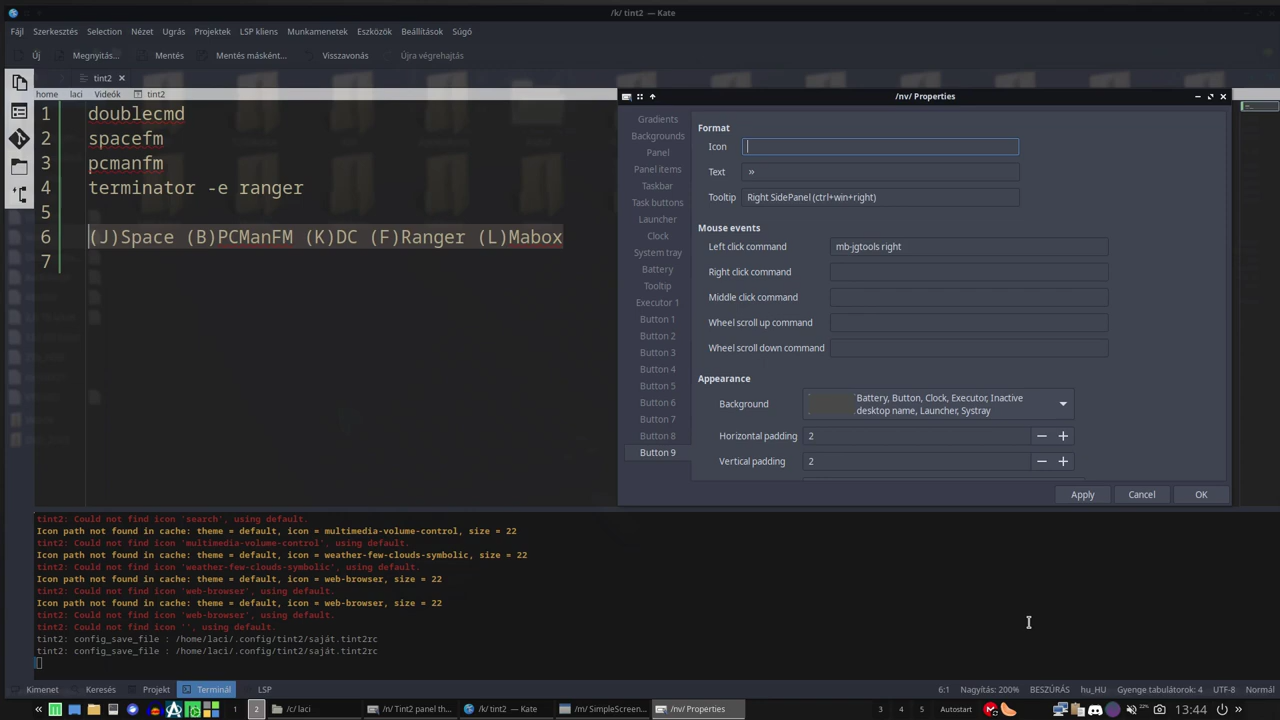 /k/ tint2 — Kate
Fájl Szerkesztés Selection Nézet Ugrás Projektek LSP kliens Munkamenetek Eszközök Beállítások Súgó
Új Megnyitás... Mentés Mentés másként... Visszavonás Újra végrehajtás
tint2
home laci Videók tint2
1 doublecmd
2 spacefm
3 pcmanfm
4 terminator -e ranger
5
6 (J)Space (B)PCManFM (K)DC (F)Ranger (L)Mabox
7
/nv/ Properties
Gradients
Backgrounds
Panel
Panel items
Taskbar
Task buttons
Launcher
Clock
System tray
Battery
Tooltip
Executor 1
Button 1
Button 2
Button 3
Button 4
Button 5
Button 6
Button 7
Button 8
Button 9
Format
Icon
Text »
Tooltip Right SidePanel (ctrl+win+right)
Mouse events
Left click command mb-jgtools right
Right click command
Middle click command
Wheel scroll up command
Wheel scroll down command
Appearance
Background Battery, Button, Clock, Executor, Inactive
desktop name, Launcher, Systray
Horizontal padding 2
Vertical padding 2
Apply Cancel OK
tint2: Could not find icon 'search', using default.
Icon path not found in cache: theme = default, icon = multimedia-volume-control, size = 22
tint2: Could not find icon 'multimedia-volume-control', using default.
Icon path not found in cache: theme = default, icon = weather-few-clouds-symbolic, size = 22
tint2: Could not find icon 'weather-few-clouds-symbolic', using default.
Icon path not found in cache: theme = default, icon = web-browser, size = 22
tint2: Could not find icon 'web-browser', using default.
Icon path not found in cache: theme = default, icon = web-browser, size = 22
tint2: Could not find icon 'web-browser', using default.
tint2: Could not find icon '', using default.
tint2: config_save_file : /home/laci/.config/tint2/saját.tint2rc
tint2: config_save_file : /home/laci/.config/tint2/saját.tint2rc
Kimenet Keresés Projekt Terminál LSP 6:1 Nagyítás: 200% BESZÚRÁS hu_HU Gyenge tabulátorok: 4 UTF-8 Normál
« 1 2 /c/ laci /nv/ Tint2 panel th... /k/ tint2 — Kate /nm/ SimpleScreen... /nv/ Properties 3 4 5 Autostart 13:44 »